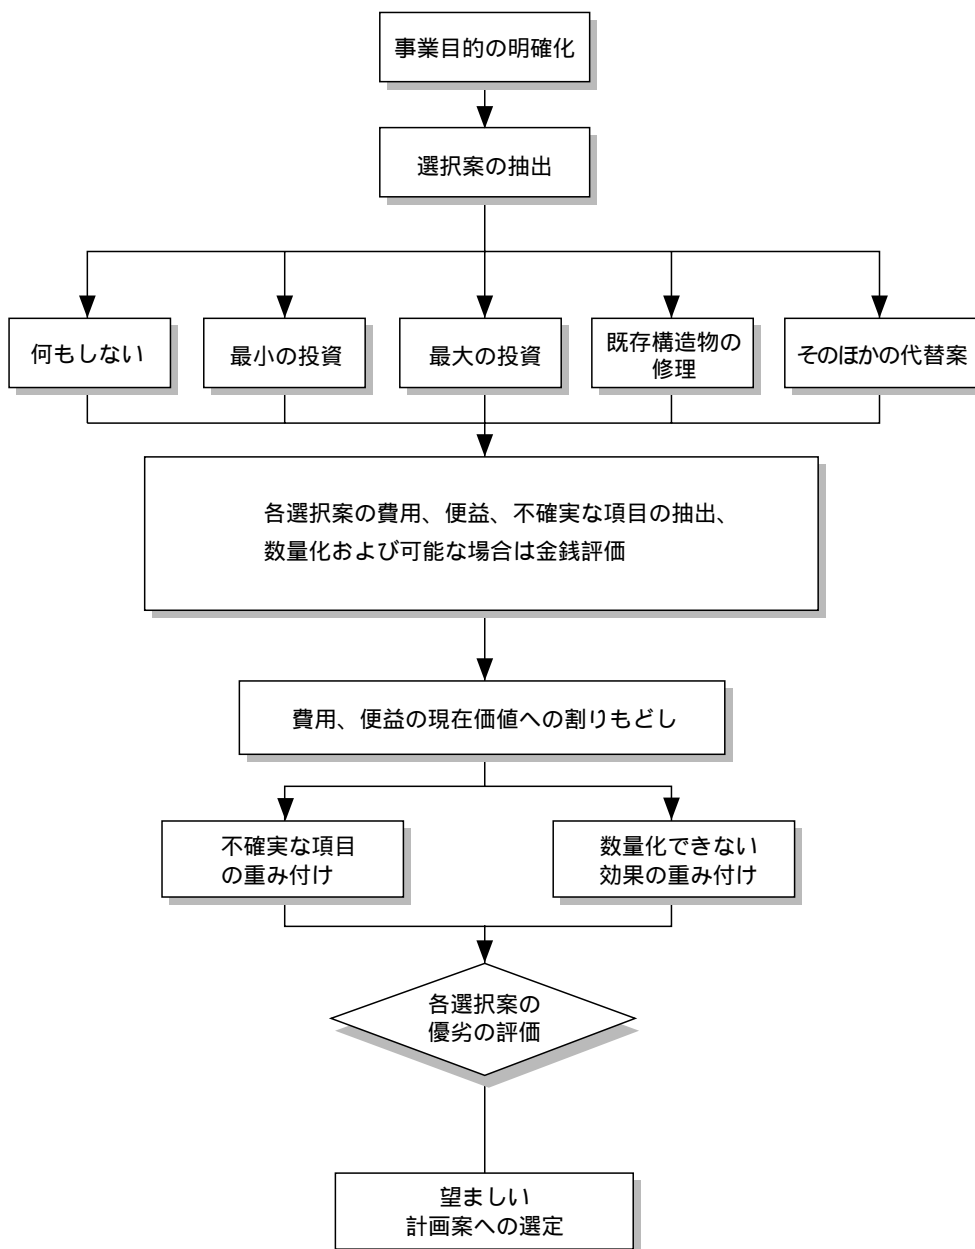 事業目的の明確化
選択案の抽出
何もしない
最小の投資
最大の投資
既存構造物の
修理
そのほかの代替案
各選択案の費用、便益、不確実な項目の抽出、
数量化および可能な場合は金銭評価
費用、便益の現在価値への割りもどし
不確実な項目
の重み付け
数量化できない
効果の重み付け
各選択案の
優劣の評価
望ましい
計画案への選定